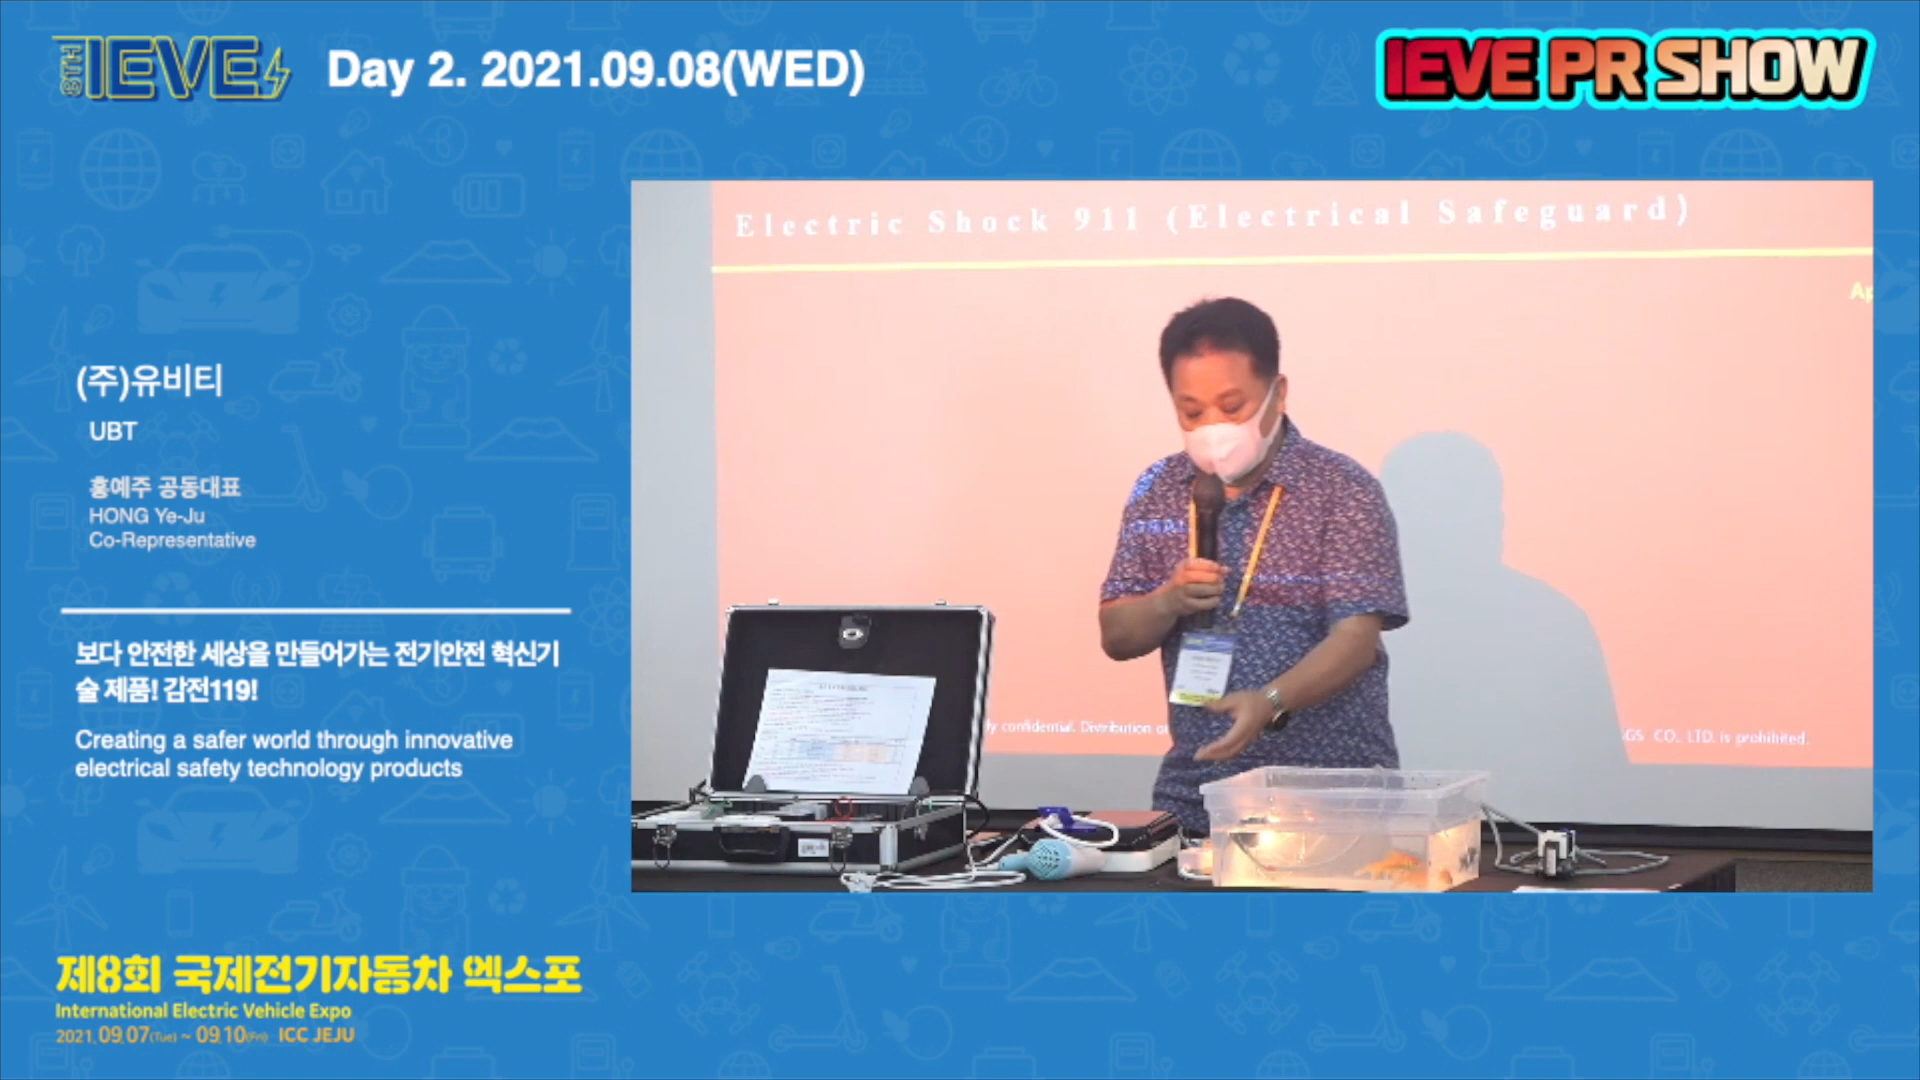 8TH IEVE
Day 2. 2021.09.08(WED)
IEVE PR SHOW
Electric Shock 911 (Electrical Safeguard)
(주)유비티
UBT
홍예주 공동대표
HONG Ye-Ju
Co-Representative
보다 안전한 세상을 만들어가는 전기안전 혁신기
술 제품! 감전119!
Creating a safer world through innovative
electrical safety technology products
confidential. Distribution
CO., LTD. is prohibited.
제8회 국제전기자동차 엑스포
International Electric Vehicle Expo
2021. 09.07(Tue) ~ 09.10(Fri) ICC JEJU